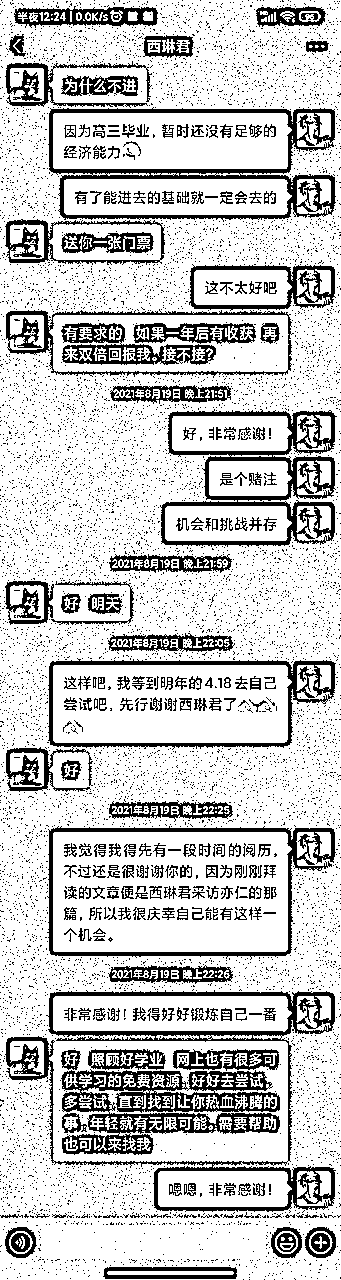 半夜12:24 | 0.0K/s
西琳君
为什么不进
因为高三毕业，暂时还没有足够的
经济能力
有了能进去的基础就一定会去的
送你一张门票
这不太好吧
有要求的 如果一年后有收获 再
来双倍回报我。接不接？
2021年8月19日 晚上21:51
好，非常感谢！
是个赌注
机会和挑战并存
2021年8月19日 晚上21:59
好 明天
2021年8月19日 晚上22:05
这样吧，我等到明年的4.18去自己
尝试吧，先行谢谢西琳君了
好
2021年8月19日 晚上22:25
我觉得我得先有一段时间的阅历，
不过还是很谢谢你的，因为刚刚拜
读的文章便是西琳君采访亦仁的那
篇，所以我很庆幸自己能有这样一
个机会。
2021年8月19日 晚上22:26
非常感谢！我得好好锻炼自己一番
好 照顾好学业 网上也有很多可
供学习的免费资源。好好去尝试，
多尝试，直到找到让你热血沸腾的
事。年轻就有无限可能。需要帮助
也可以来找我
嗯嗯，非常感谢！